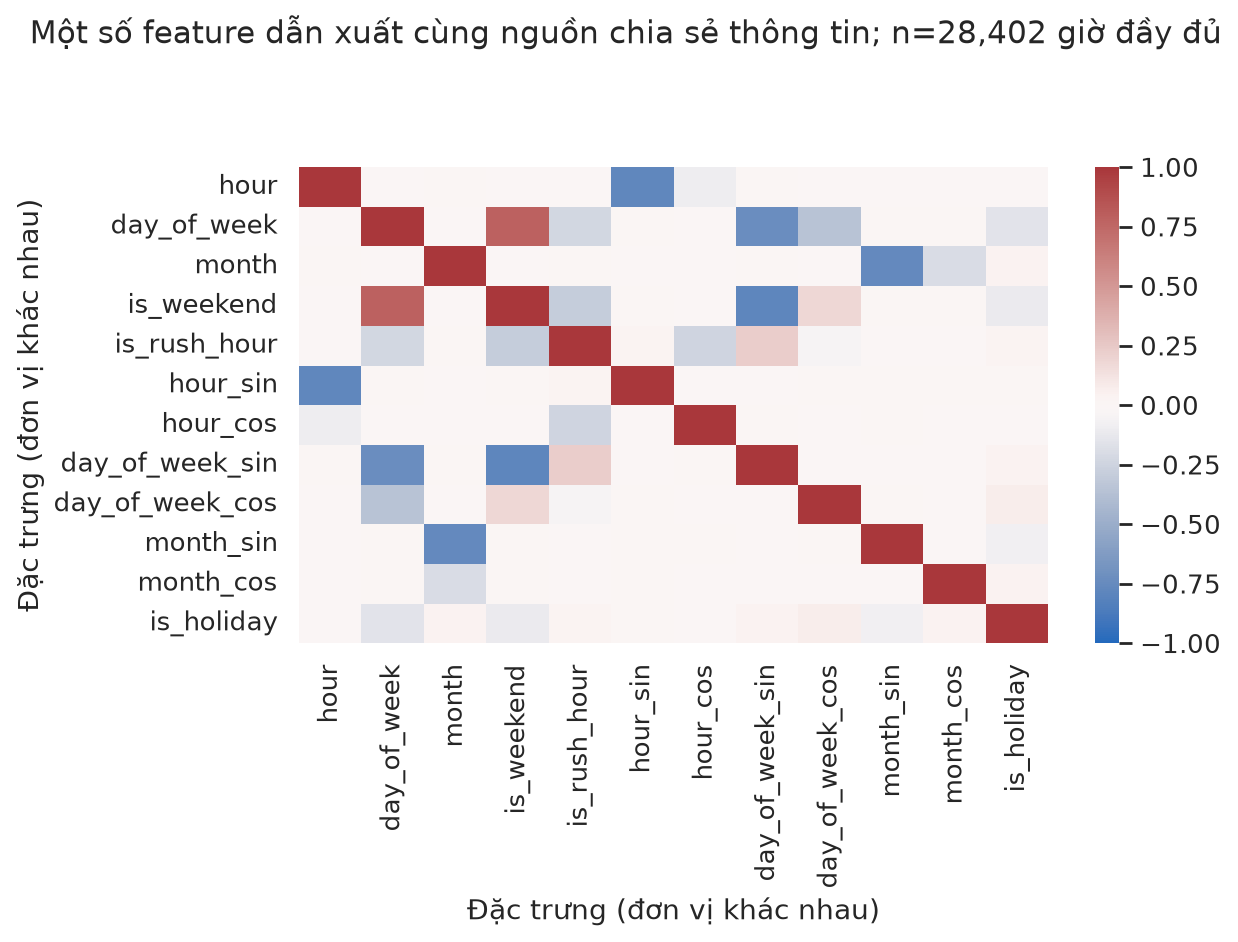 Một số feature dẫn xuất cùng nguồn chia sẻ thông tin; n=28,402 giờ đầy đủ
Đặc trưng (đơn vị khác nhau)
hour
day_of_week
month
is_weekend
is_rush_hour
hour_sin
hour_cos
day_of_week_sin
day_of_week_cos
month_sin
month_cos
is_holiday
1.00
0.75
0.50
0.25
0.00
−0.25
−0.50
−0.75
−1.00
hour
day_of_week
month
is_weekend
is_rush_hour
hour_sin
hour_cos
day_of_week_sin
day_of_week_cos
month_sin
month_cos
is_holiday
Đặc trưng (đơn vị khác nhau)